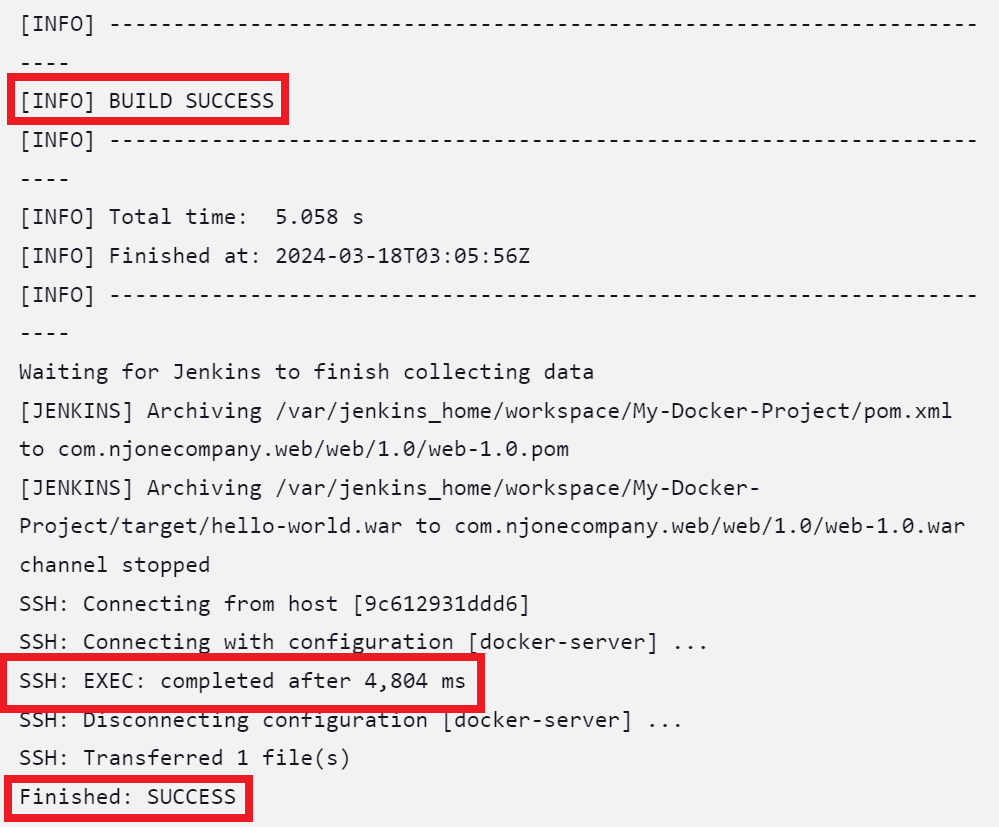 [INFO] --------------------------------------------------------------------
----
[INFO] BUILD SUCCESS
[INFO] --------------------------------------------------------------------
----
[INFO] Total time:  5.058 s
[INFO] Finished at: 2024-03-18T03:05:56Z
[INFO] --------------------------------------------------------------------
----
Waiting for Jenkins to finish collecting data
[JENKINS] Archiving /var/jenkins_home/workspace/My-Docker-Project/pom.xml
to com.njonecompany.web/web/1.0/web-1.0.pom
[JENKINS] Archiving /var/jenkins_home/workspace/My-Docker-
Project/target/hello-world.war to com.njonecompany.web/web/1.0/web-1.0.war
channel stopped
SSH: Connecting from host [9c612931ddd6]
SSH: Connecting with configuration [docker-server] ...
SSH: EXEC: completed after 4,804 ms
SSH: Disconnecting configuration [docker-server] ...
SSH: Transferred 1 file(s)
Finished: SUCCESS